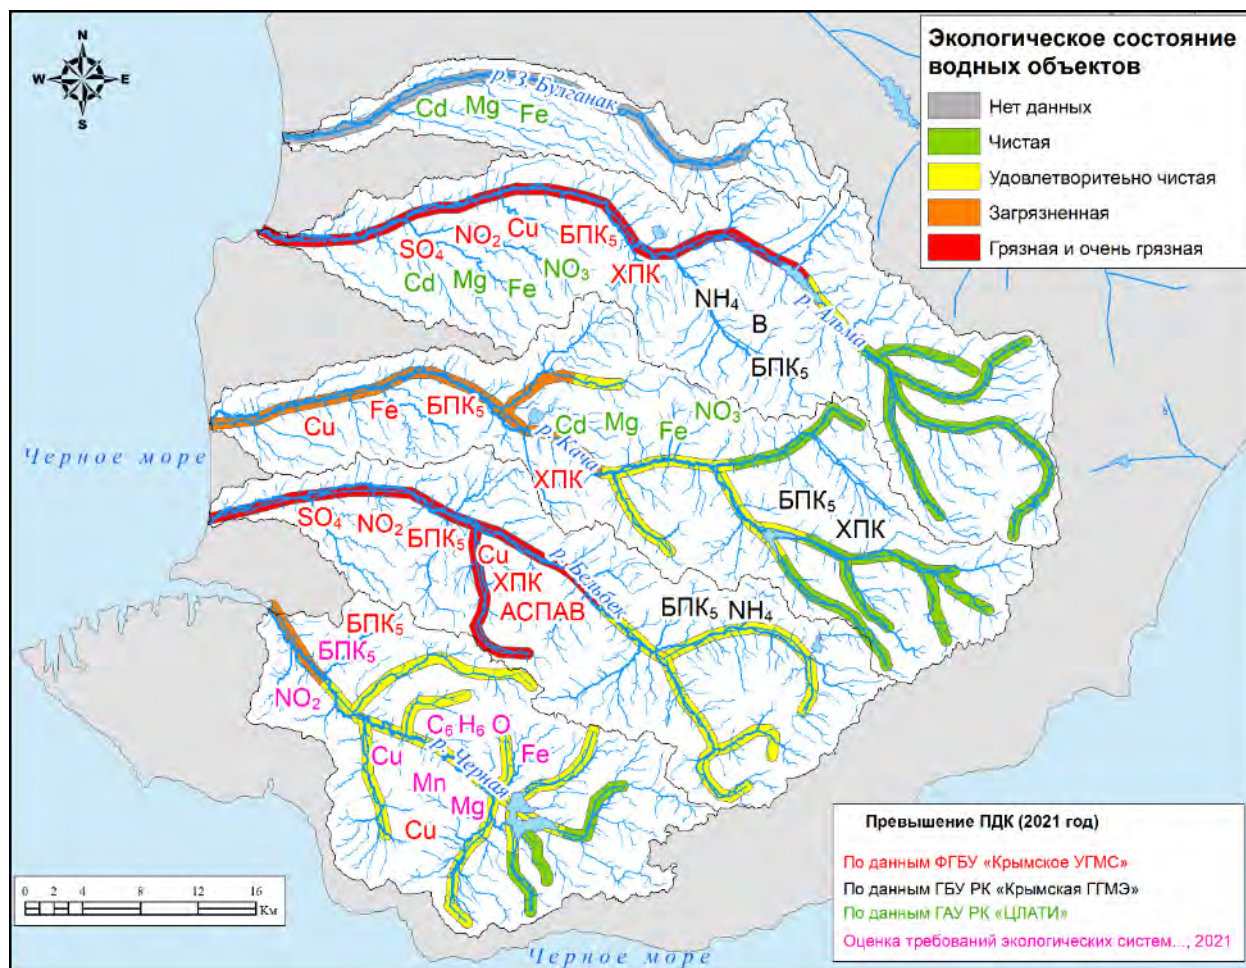 Экологическое состояние
водных объектов
Нет данных
Чистая
Удовлетворитеьно чистая
Загрязненная
Грязная и очень грязная
N
W
E
S
р. З. Булганак
Cd
Mg
Fe
SO₄
NO₂
Cu
БПК₅
ХПК
Cd
Mg
Fe
NO₃
NH₄
В
БПК₅
р. Альма
Cu
Fe
БПК₅
р. Кача
ХПК
Cd
Mg
Fe
NO₃
БПК₅
ХПК
Черное море
SO₄
NO₂
БПК₅
Cu
ХПК
АСПАВ
р. Бельбек
БПК₅
NH₄
БПК₅
БПК₅
NO₂
C₆ H₆ O
р. Черная
Fe
Cu
Mn
Mg
Cu
0 2 4 8 12 16
Км
Черное море
Превышение ПДК (2021 год)
По данным ФГБУ «Крымское УГМС»
По данным ГБУ РК «Крымская ГГМЭ»
По данным ГАУ РК «ЦЛАТИ»
Оценка требований экологических систем..., 2021